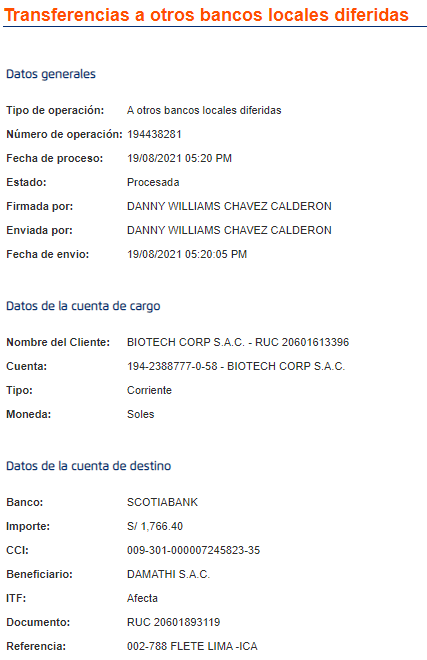 Transferencias a otros bancos locales diferidas
Datos generales
Tipo de operación: A otros bancos locales diferidas
Número de operación: 194438281
Fecha de proceso: 19/08/2021 05:20 PM
Estado: Procesada
Firmada por: DANNY WILLIAMS CHAVEZ CALDERON
Enviada por: DANNY WILLIAMS CHAVEZ CALDERON
Fecha de envio: 19/08/2021 05:20:05 PM
Datos de la cuenta de cargo
Nombre del Cliente: BIOTECH CORP S.A.C. - RUC 20601613396
Cuenta: 194-2388777-0-58 - BIOTECH CORP S.A.C.
Tipo: Corriente
Moneda: Soles
Datos de la cuenta de destino
Banco: SCOTIABANK
Importe: S/ 1,766.40
CCI: 009-301-000007245823-35
Beneficiario: DAMATHI S.A.C.
ITF: Afecta
Documento: RUC 20601893119
Referencia: 002-788 FLETE LIMA -ICA